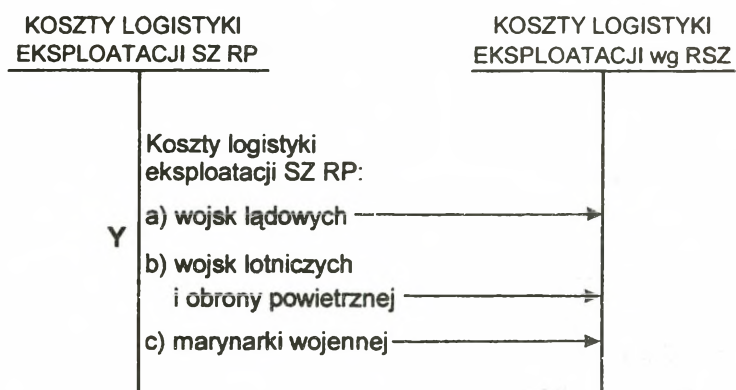 KOSZTY LOGISTYKI
EKSPLOATACJI SZ RP
KOSZTY LOGISTYKI
EKSPLOATACJI wg RSZ
Koszty logistyki
eksploatacji SZ RP:
a) wojsk lądowych
Y
b) wojsk lotniczych
i obrony powietrznej
c) marynarki wojennej